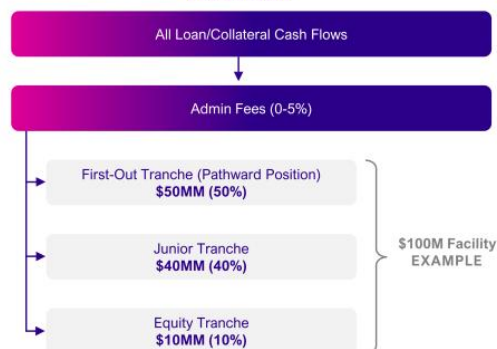 All Loan/Collateral Cash Flows
Admin Fees (0-5%)
First-Out Tranche (Pathward Position)
$50MM (50%)
Junior Tranche
$40MM (40%)
$100M Facility
EXAMPLE
Equity Tranche
$10MM (10%)